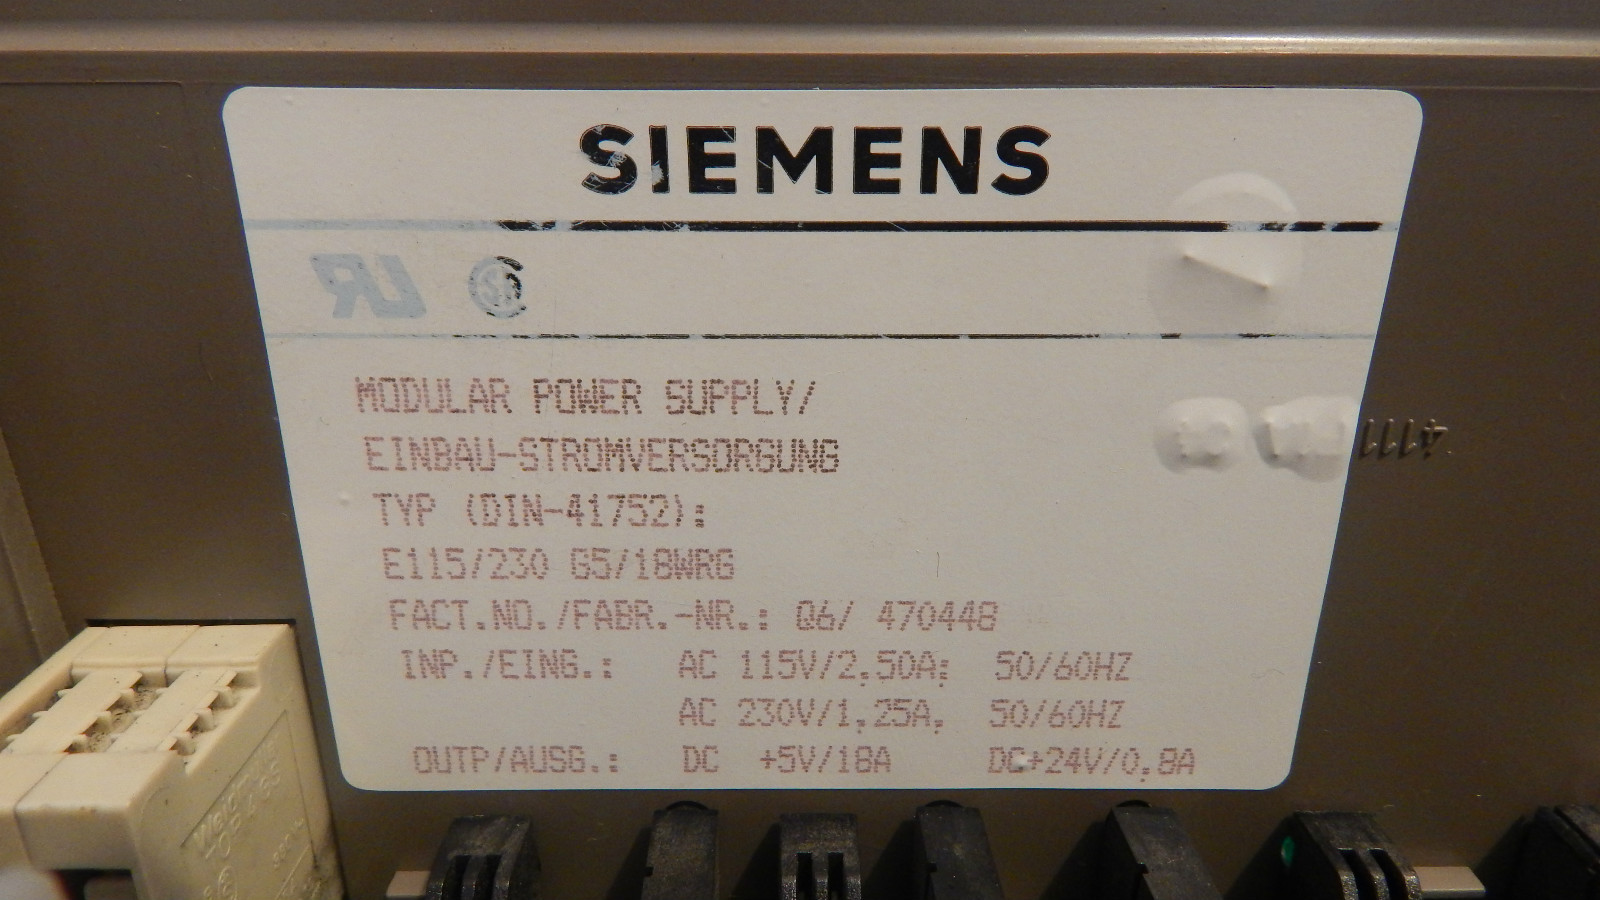 SIEMENS
MODULAR POWER SUPPLY/
EINBAU-STROMVERSORGUNG
TYP (DIN-41752):
E115/230 G5/18WRG
FACT.NO./FABR.-NR.: Q6/ 470448
INP./EING.: AC 115V/2,50A; 50/60HZ
AC 230V/1,25A, 50/60HZ
OUTP/AUSG.: DC +5V/18A DC+24V/0,8A